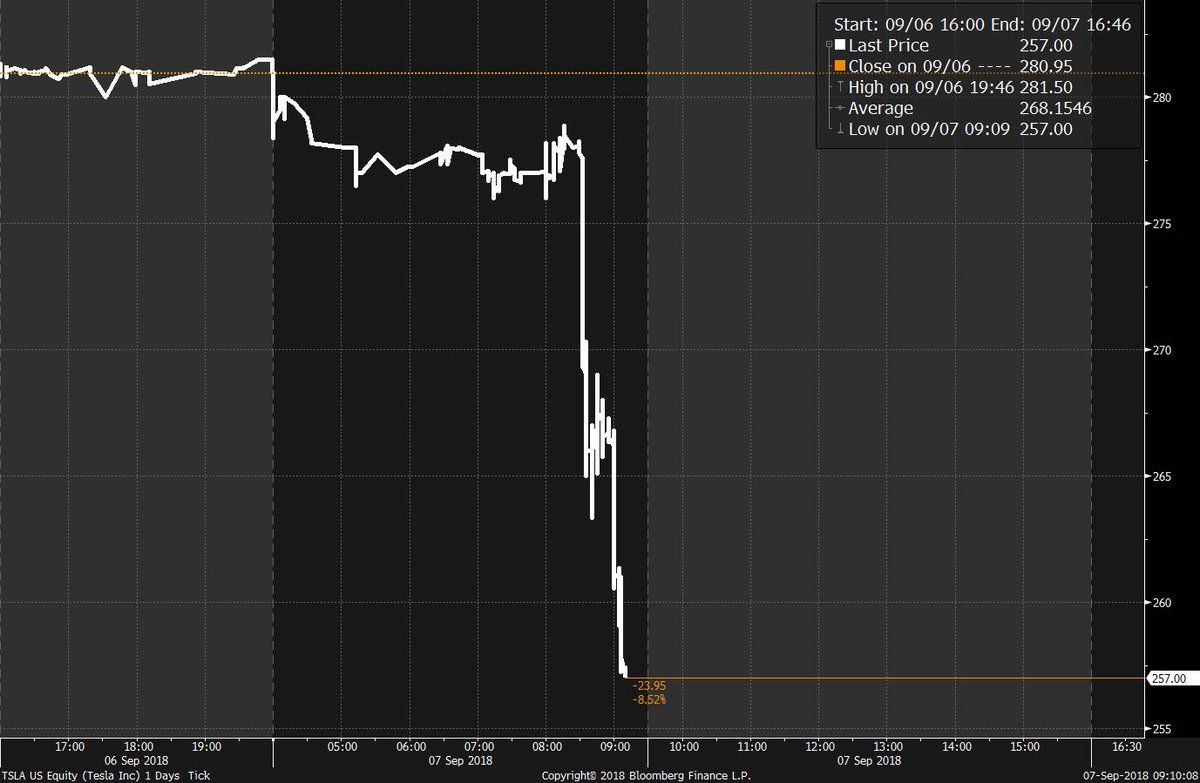 Start: 09/06 16:00 End: 09/07 16:46
Last Price 257.00
Close on 09/06 ---- 280.95
High on 09/06 19:46 281.50
Average 268.1546
Low on 09/07 09:09 257.00
280
275
270
265
260
257.00
255
-23.95
-8.52%
17:00 18:00 19:00 05:00 06:00 07:00 08:00 09:00 10:00 11:00 12:00 13:00 14:00 15:00 16:30
06 Sep 2018 07 Sep 2018 07 Sep 2018
TSLA US Equity (Tesla Inc) 1 Days Tick Copyright© 2018 Bloomberg Finance L.P. 07-Sep-2018 09:10:08